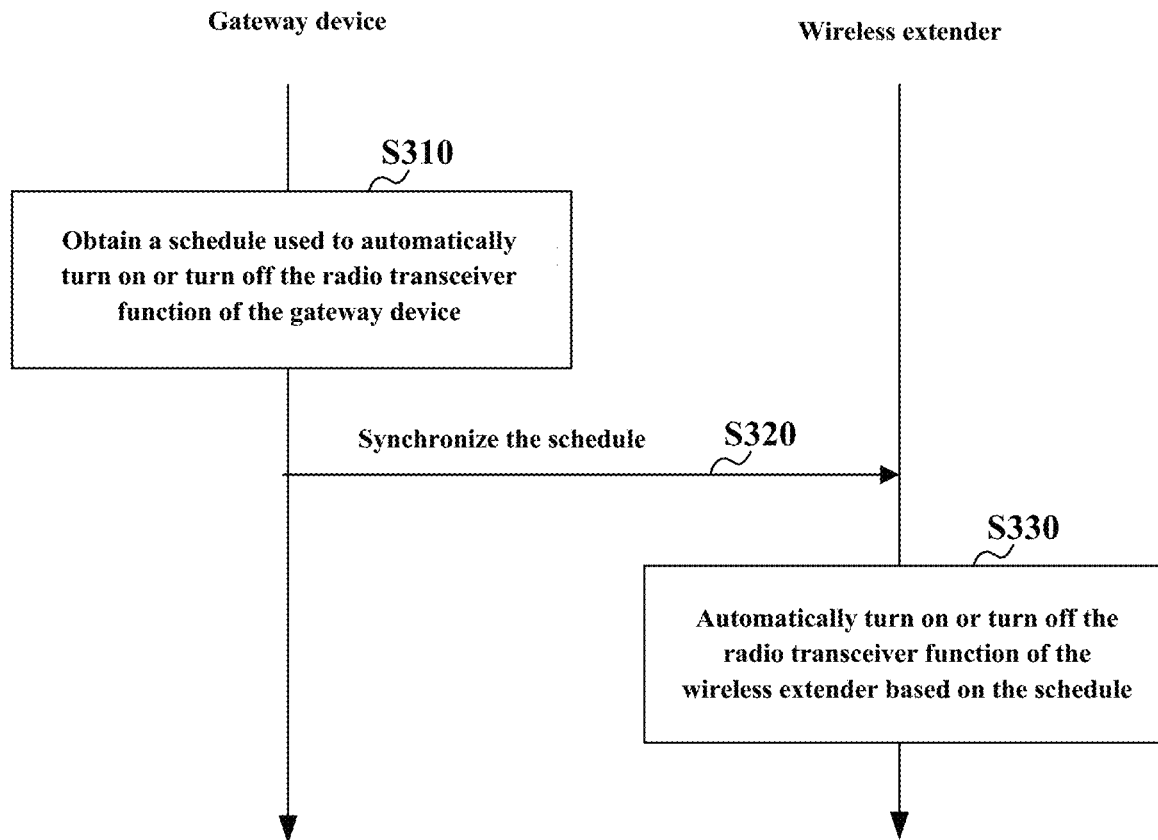 Gateway device
Wireless extender
S310
Obtain a schedule used to automatically
turn on or turn off the radio transceiver
function of the gateway device
Synchronize the schedule
S320
S330
Automatically turn on or turn off the
radio transceiver function of the
wireless extender based on the schedule